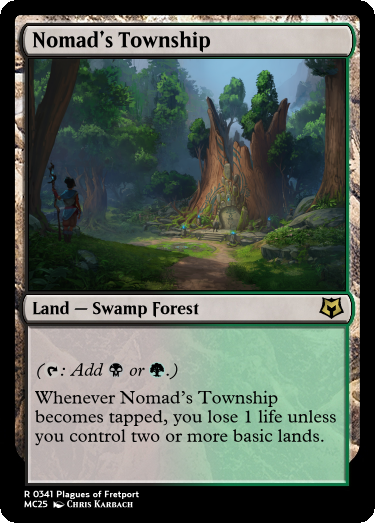 Nomad's Township
Land — Swamp Forest
(: Add or .)
Whenever Nomad's Township
becomes tapped, you lose 1 life unless
you control two or more basic lands.
R 0341 Plagues of Fretport
MC25 Chris Karbach